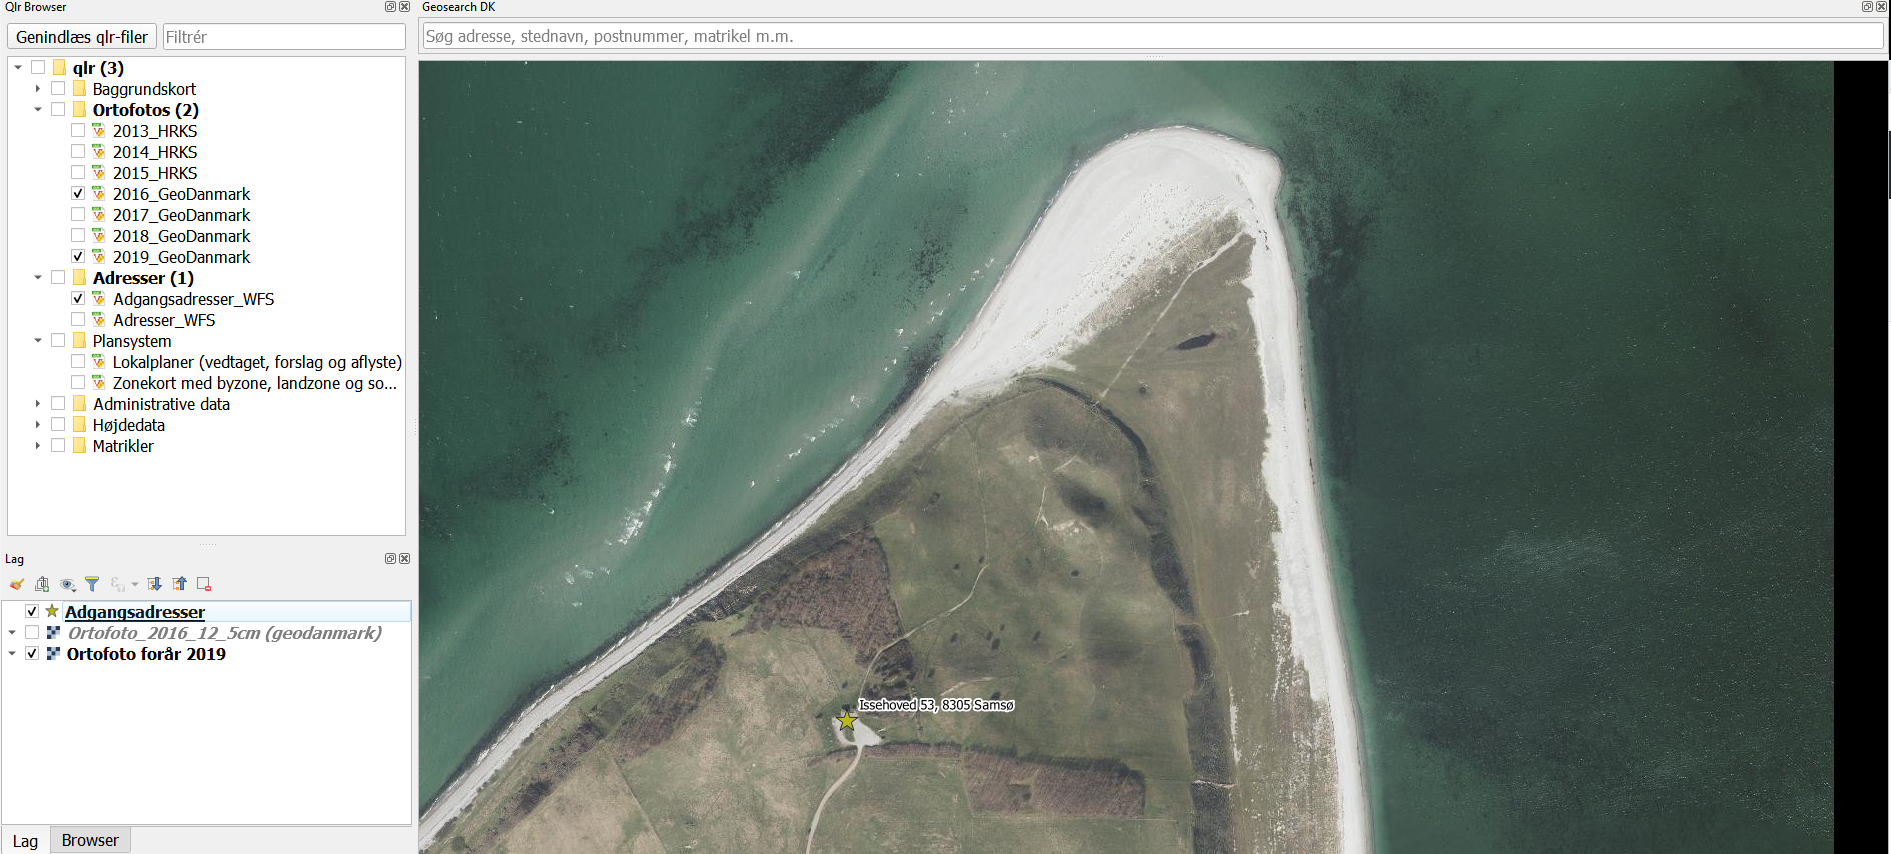 Qlr Browser
Genindlæs qlr-filer
Filtrér
qlr (3)
Baggrundskort
Ortofotos (2)
2013_HRKS
2014_HRKS
2015_HRKS
2016_GeoDanmark
2017_GeoDanmark
2018_GeoDanmark
2019_GeoDanmark
Adresser (1)
Adgangsadresser_WFS
Adresser_WFS
Plansystem
Lokalplaner (vedtaget, forslag og aflyste)
Zonekort med byzone, landzone og so...
Administrative data
Højdedata
Matrikler
Lag
Adgangsadresser
Ortofoto_2016_12_5cm (geodanmark)
Ortofoto forår 2019
Lag
Browser
Geosearch DK
Søg adresse, stednavn, postnummer, matrikel m.m.
Issehoved 53, 8305 Samsø